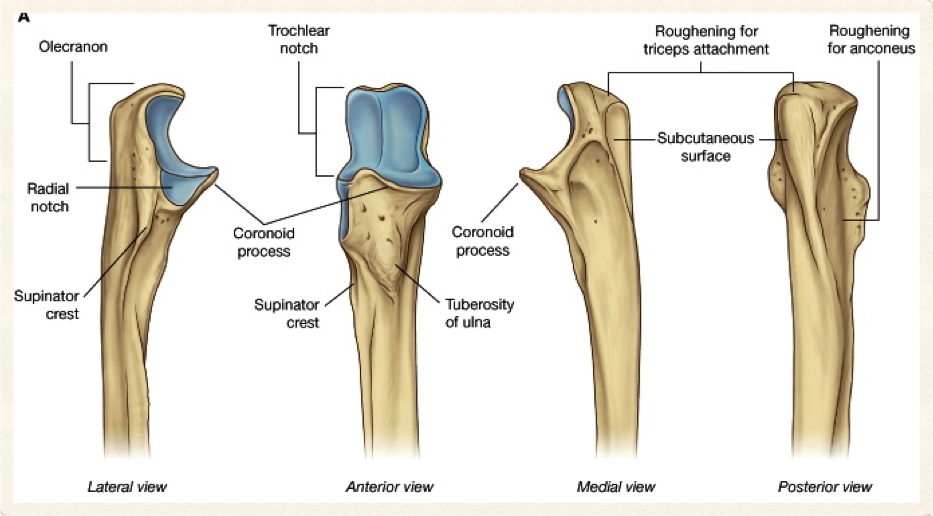 A
Olecranon
Trochlear
notch
Roughening for
triceps attachment
Roughening
for anconeus
Subcutaneous
surface
Radial
notch
Coronoid
process
Coronoid
process
Supinator
crest
Supinator
crest
Tuberosity
of ulna
Lateral view
Anterior view
Medial view
Posterior view